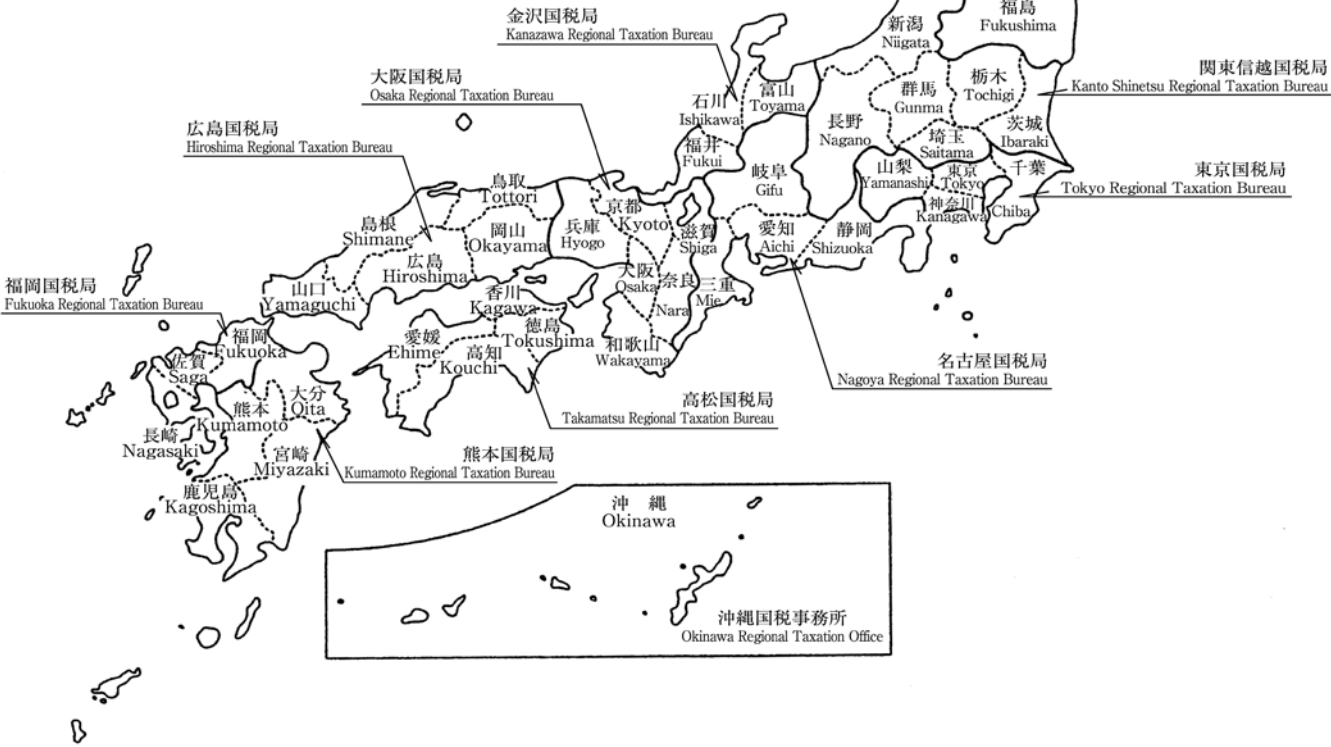 金沢国税局
Kanazawa Regional Taxation Bureau
新潟
Niigata
福島
Fukushima
大阪国税局
Osaka Regional Taxation Bureau
関東信越国税局
Kanto Shinetsu Regional Taxation Bureau
石川
Ishikawa
富山
Toyama
群馬
Gunma
栃木
Tochigi
広島国税局
Hiroshima Regional Taxation Bureau
福井
Fukui
長野
Nagano
埼玉
Saitama
茨城
Ibaraki
岐阜
Gifu
山梨
Yamanashi
東京
Tokyo
千葉
Chiba
東京国税局
Tokyo Regional Taxation Bureau
神奈川
Kanagawa
鳥取
Tottori
島根
Shimane
岡山
Okayama
兵庫
Hyogo
京都
Kyoto
滋賀
Shiga
愛知
Aichi
静岡
Shizuoka
広島
Hiroshima
山口
Yamaguchi
大阪
Osaka
奈良
Nara
三重
Mie
福岡国税局
Fukuoka Regional Taxation Bureau
香川
Kagawa
徳島
Tokushima
愛媛
Ehime
高知
Kouchi
和歌山
Wakayama
福岡
Fukuoka
佐賀
Saga
名古屋国税局
Nagoya Regional Taxation Bureau
大分
Oita
熊本
Kumamoto
高松国税局
Takamatsu Regional Taxation Bureau
長崎
Nagasaki
宮崎
Miyazaki
熊本国税局
Kumamoto Regional Taxation Bureau
鹿児島
Kagoshima
沖縄
Okinawa
沖縄国税事務所
Okinawa Regional Taxation Office